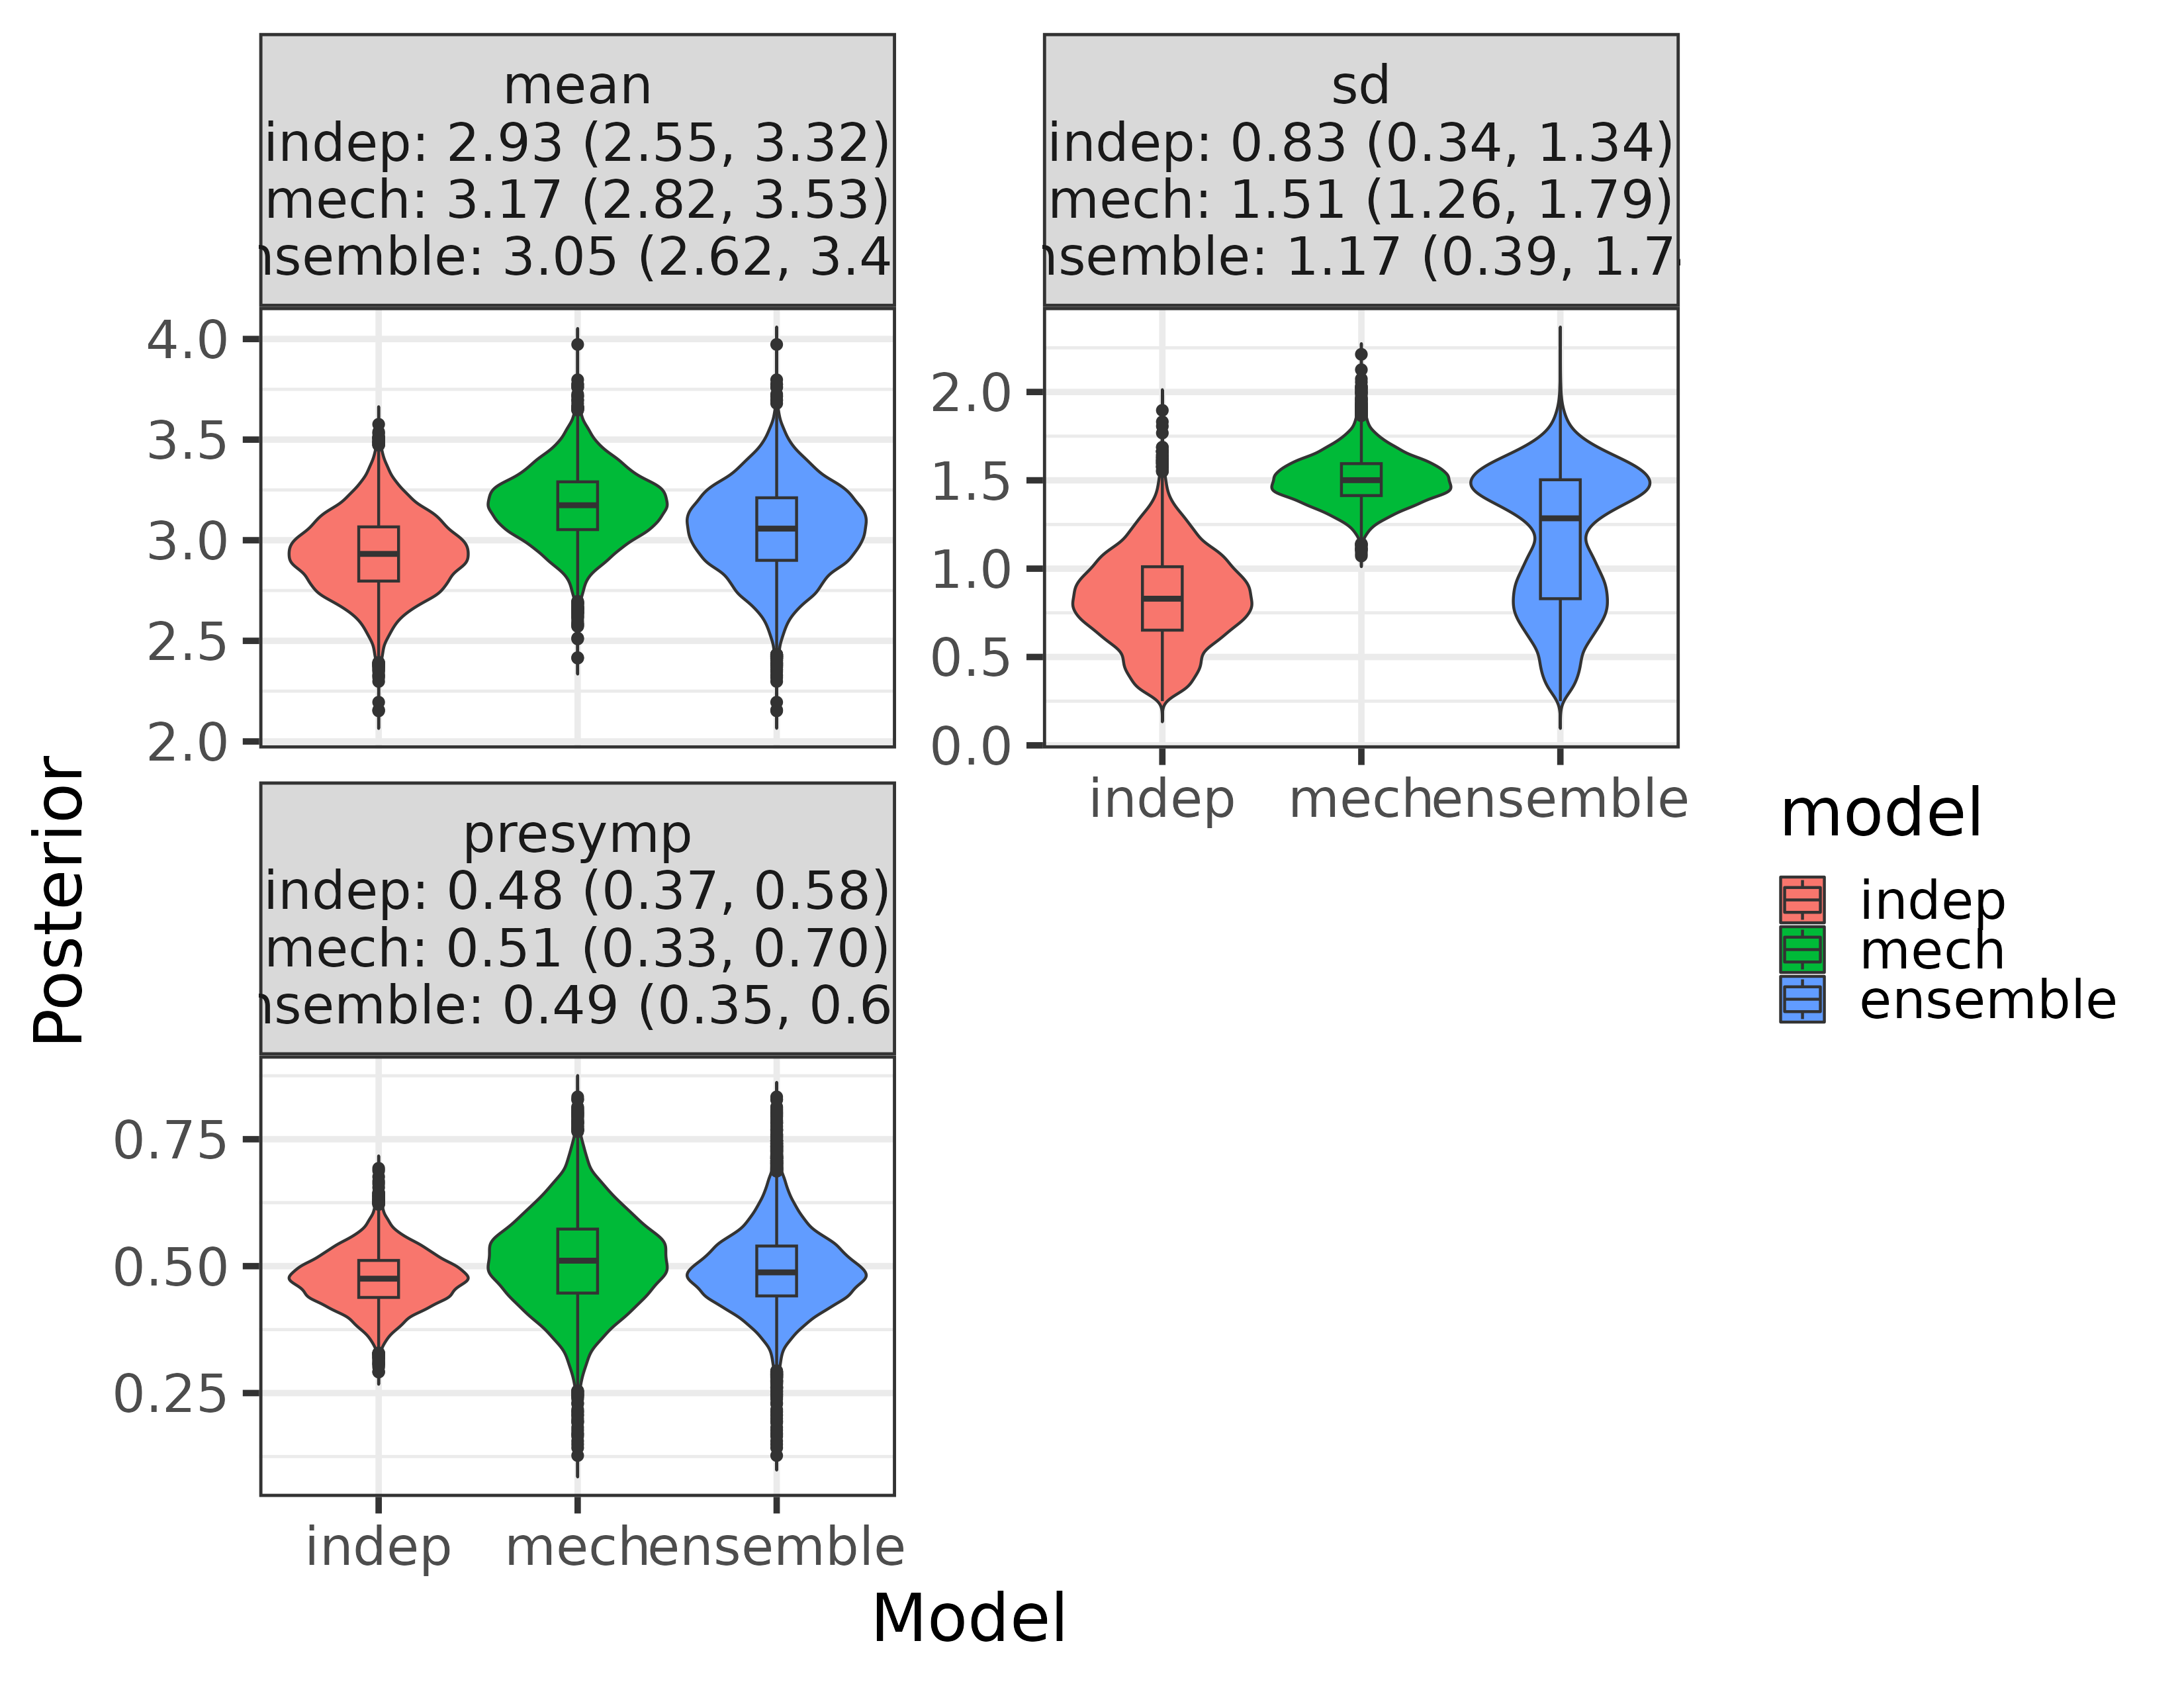 mean
indep: 2.93 (2.55, 3.32)
mech: 3.17 (2.82, 3.53)
nsemble: 3.05 (2.62, 3.4
sd
indep: 0.83 (0.34, 1.34)
mech: 1.51 (1.26, 1.79)
nsemble: 1.17 (0.39, 1.7
4.0
3.5
3.0
2.5
2.0
2.0
1.5
1.0
0.5
0.0
indep mech ensemble
presymp
indep: 0.48 (0.37, 0.58)
mech: 0.51 (0.33, 0.70)
nsemble: 0.49 (0.35, 0.6
0.75
0.50
0.25
indep mech ensemble
Posterior
Model
model
indep
mech
ensemble